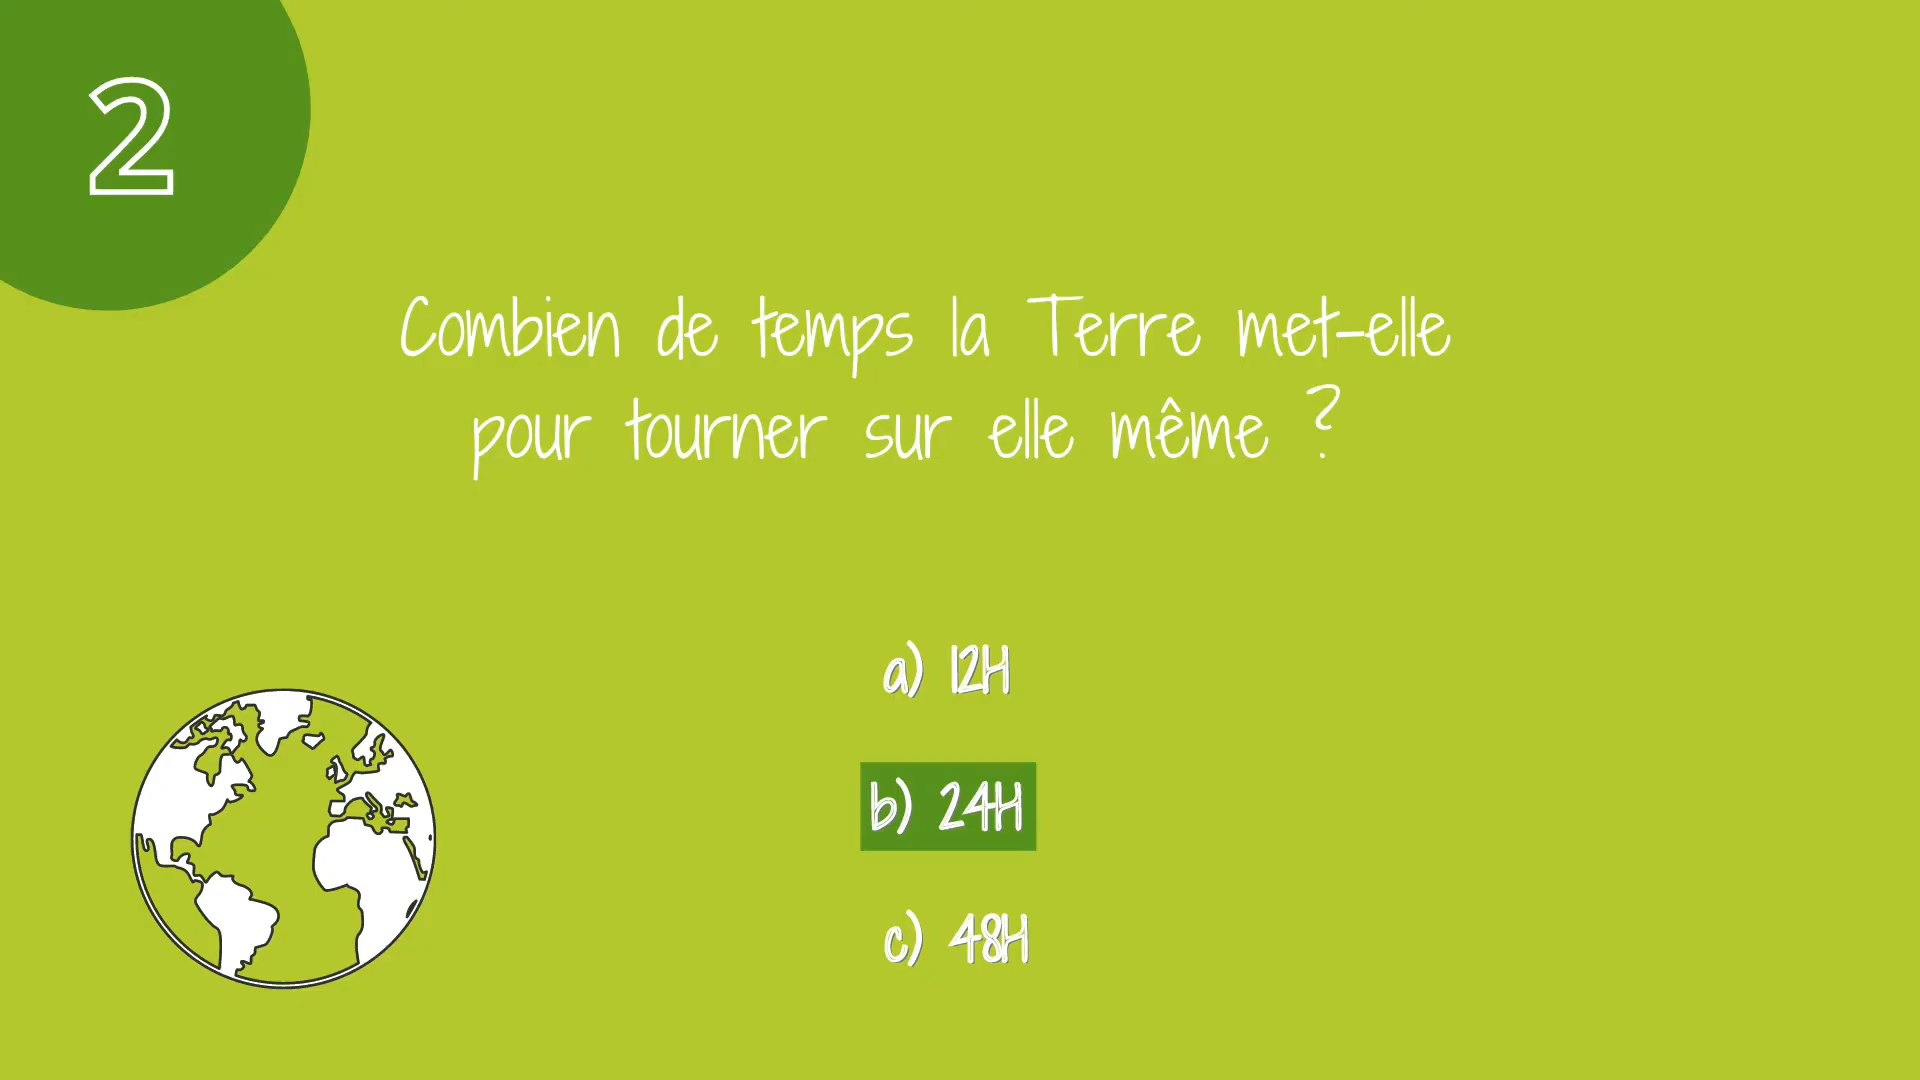 2
Combien de temps la Terre met-elle
pour tourner sur elle même ?
a) 12H
b) 24H
c) 48H